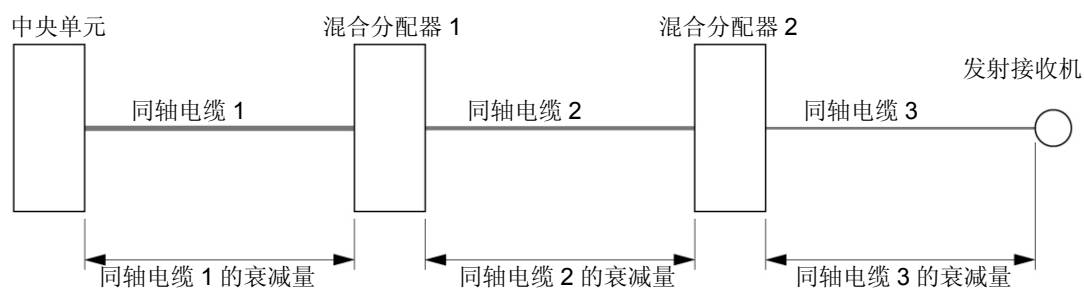 中央单元
混合分配器 1
混合分配器 2
发射接收机
同轴电缆 1
同轴电缆 2
同轴电缆 3
同轴电缆 1 的衰减量
同轴电缆 2 的衰减量
同轴电缆 3 的衰减量